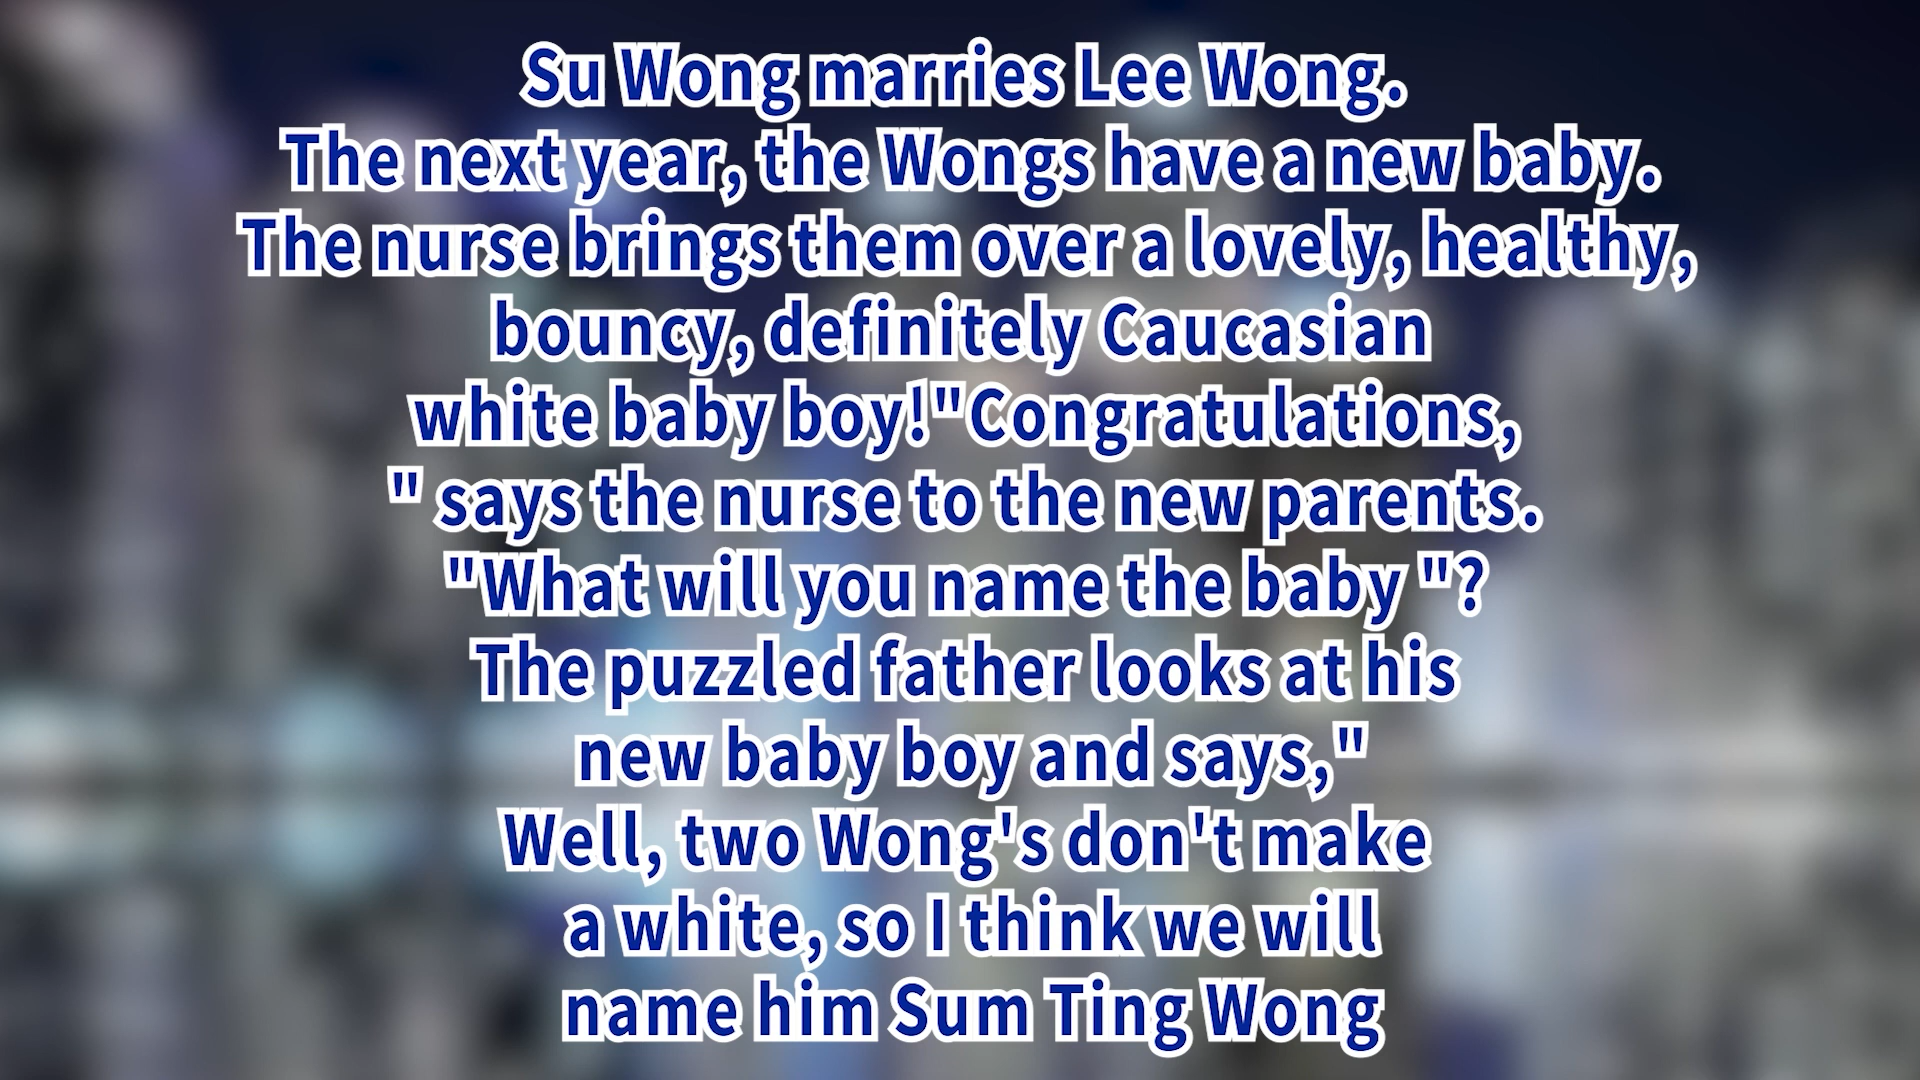 Su Wong marries Lee Wong.
The next year, the Wongs have a new baby.
The nurse brings them over a lovely, healthy,
bouncy, definitely Caucasian
white baby boy!"Congratulations,
" says the nurse to the new parents.
"What will you name the baby "?
The puzzled father looks at his
new baby boy and says,"
Well, two Wong's don't make
a white, so I think we will
name him Sum Ting Wong